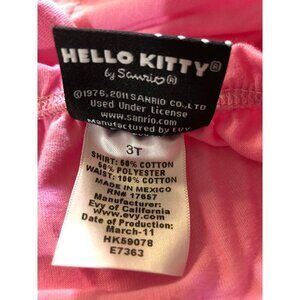 HELLO KITTY®
by Sanrio®
©1976, 2011 SANRIO CO.,LTD
Used Under License
www.sanrio.com
Manufactured by EVY
3T
SHIRT: 50% COTTON
50% POLYESTER
WAIST: 100% COTTON
MADE IN MEXICO
RN# 17657
Manufacturer:
Evy of California
www.evy.com
Date of Production:
March-11
HK59078
E7363